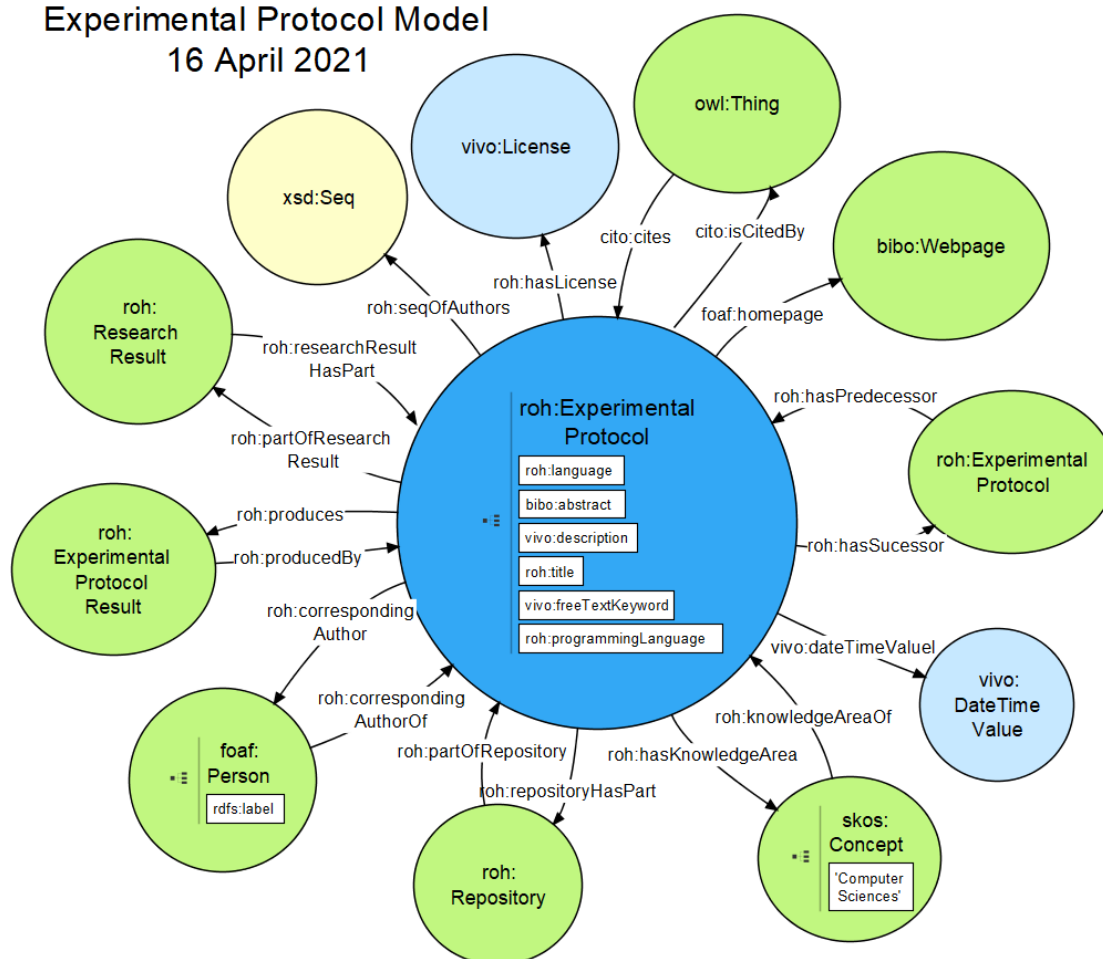 Experimental Protocol Model
16 April 2021
owl:Thing
vivo:License
xsd:Seq
cito:cites
cito:isCitedBy
bibo:Webpage
roh:hasLicense
roh:seqOfAuthors
foaf:homepage
roh:
Research
Result
roh:researchResult
HasPart
roh:hasPredecessor
roh:Experimental
Protocol
roh:language
bibo:abstract
vivo:description
roh:title
vivo:freeTextKeyword
roh:programmingLanguage
roh:partOfResearch
Result
roh:Experimental
Protocol
roh:produces
roh:producedBy
roh:
Experimental
Protocol
Result
roh:hasSucessor
roh:corresponding
Author
vivo:dateTimeValuel
vivo:
DateTime
Value
roh:corresponding
AuthorOf
roh:knowledgeAreaOf
roh:partOfRepository
roh:hasKnowledgeArea
foaf:
Person
rdfs:label
roh:repositoryHasPart
skos:
Concept
'Computer
Sciences'
roh:
Repository